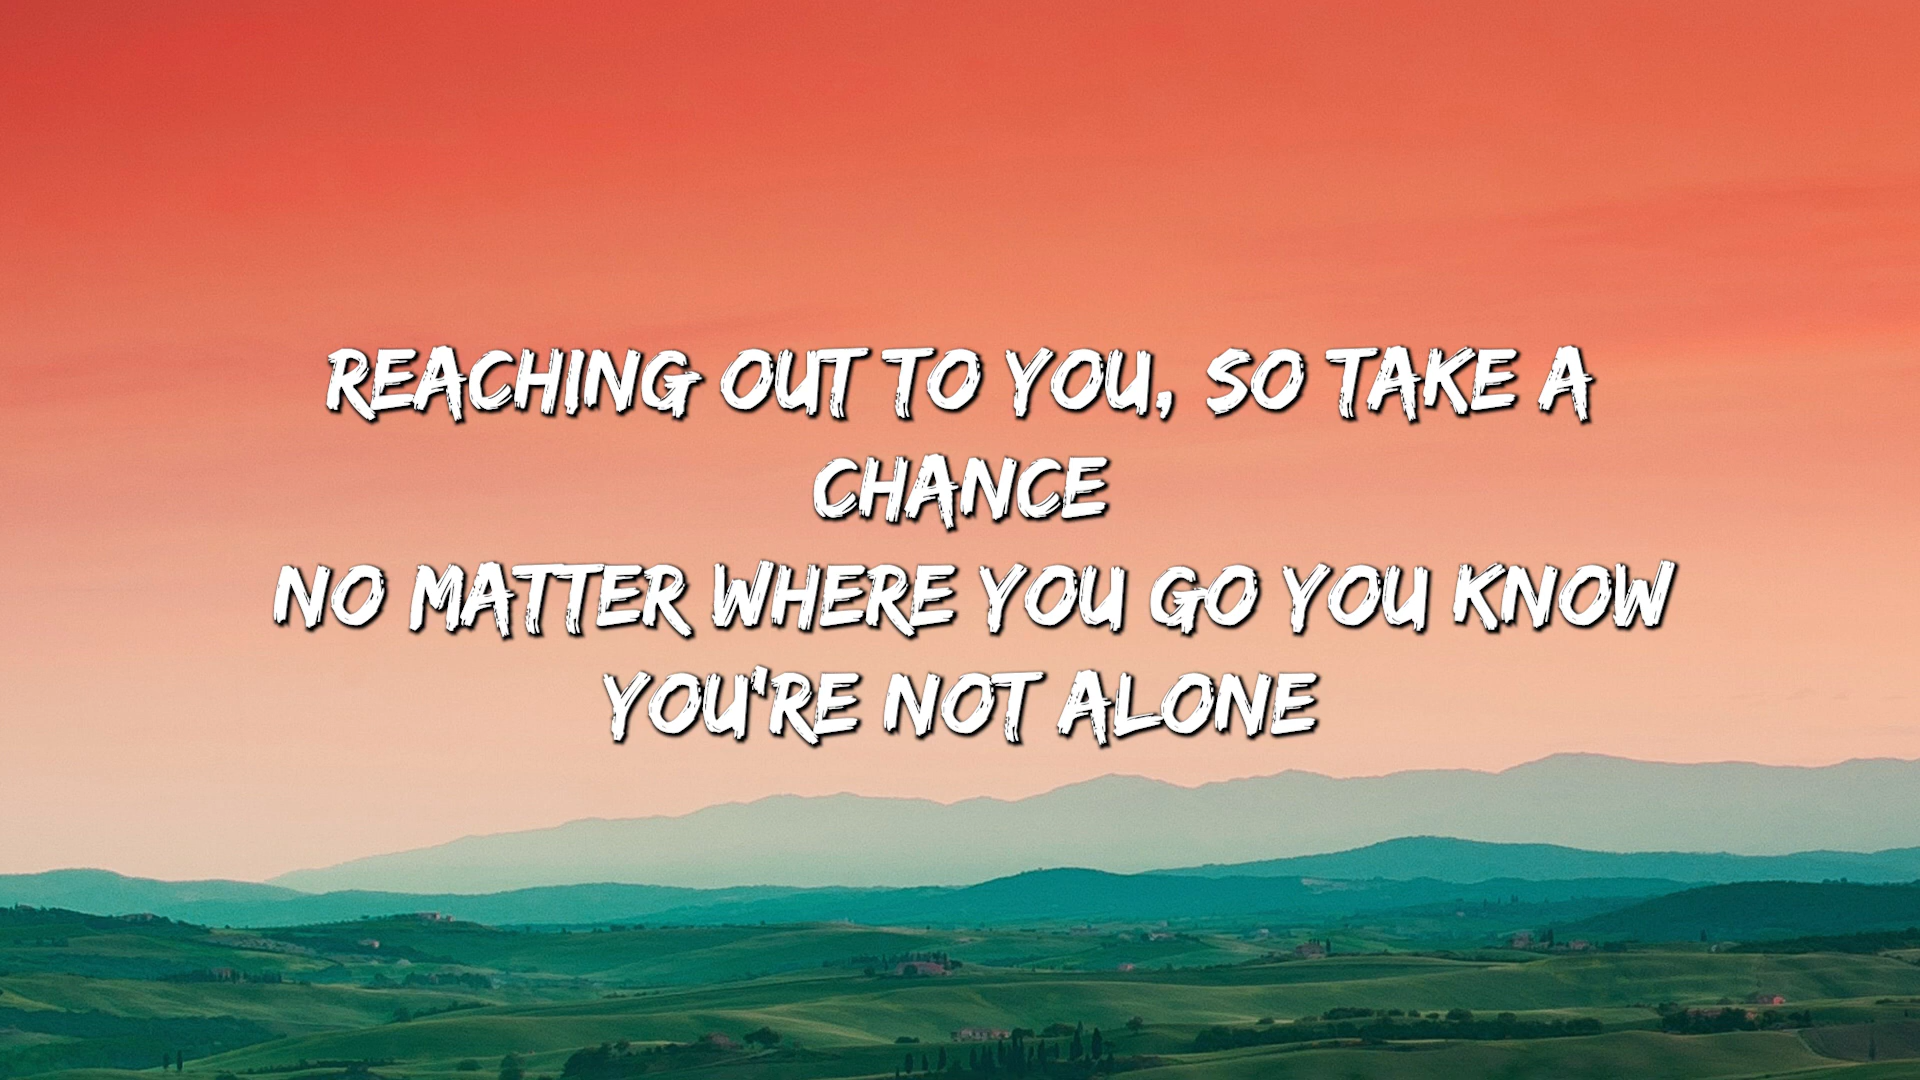 REACHING OUT TO YOU, SO TAKE A
CHANCE
NO MATTER WHERE YOU GO YOU KNOW
YOU'RE NOT ALONE